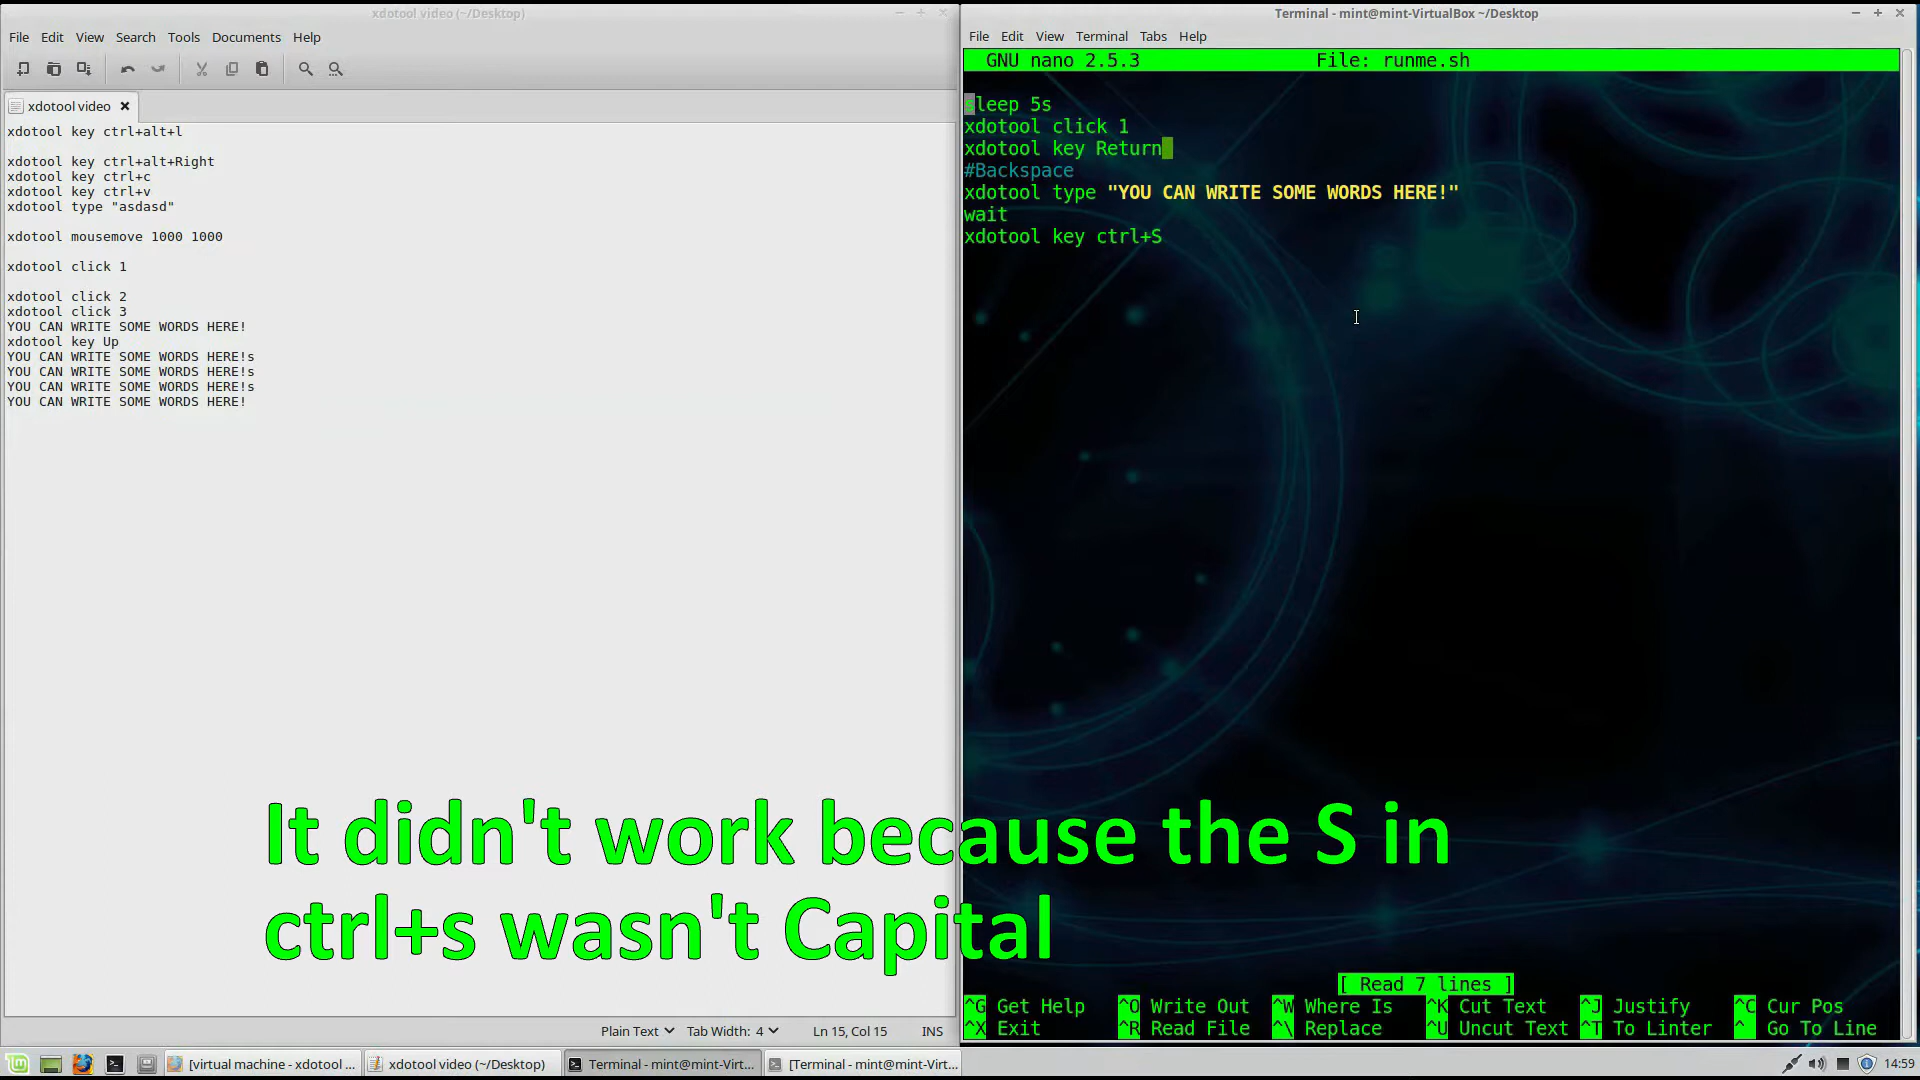 xdotool video (~/Desktop)
File Edit View Search Tools Documents Help
xdotool video
xdotool key ctrl+alt+l
xdotool key ctrl+alt+Right
xdotool key ctrl+c
xdotool key ctrl+v
xdotool type "asdasd"
xdotool mousemove 1000 1000
xdotool click 1
xdotool click 2
xdotool click 3
YOU CAN WRITE SOME WORDS HERE!
xdotool key Up
YOU CAN WRITE SOME WORDS HERE!s
YOU CAN WRITE SOME WORDS HERE!s
YOU CAN WRITE SOME WORDS HERE!s
YOU CAN WRITE SOME WORDS HERE!
Plain Text Tab Width: 4 Ln 15, Col 15 INS
Terminal - mint@mint-VirtualBox ~/Desktop
File Edit View Terminal Tabs Help
GNU nano 2.5.3 File: runme.sh
sleep 5s
xdotool click 1
xdotool key Return
#Backspace
xdotool type "YOU CAN WRITE SOME WORDS HERE!"
wait
xdotool key ctrl+S
[ Read 7 lines ]
^G Get Help ^O Write Out ^W Where Is ^K Cut Text ^J Justify ^C Cur Pos
^X Exit ^R Read File ^\ Replace ^U Uncut Text ^T To Linter ^_ Go To Line
It didn't work because the S in
ctrl+s wasn't Capital
[virtual machine - xdotool ... xdotool video (~/Desktop) Terminal - mint@mint-Virt... [Terminal - mint@mint-Virt... 14:59